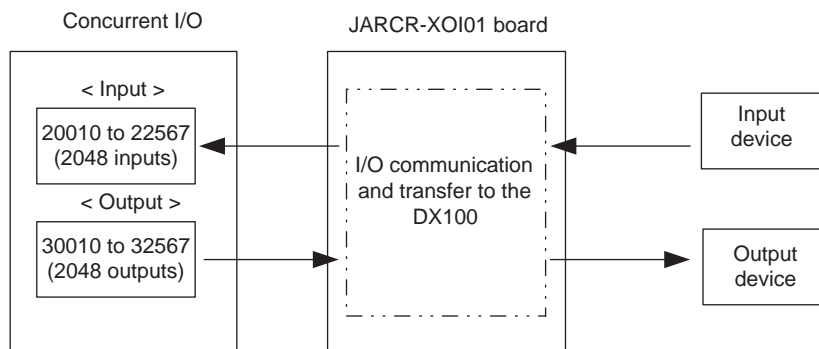 Concurrent I/O
JARCR-XOI01 board
< Input >
20010 to 22567
(2048 inputs)
< Output >
30010 to 32567
(2048 outputs)
I/O communication
and transfer to the
DX100
Input
device
Output
device